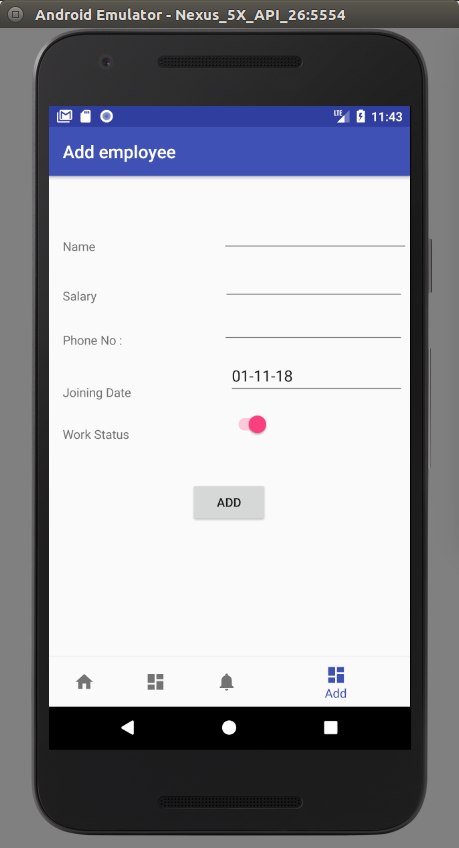 Android Emulator - Nexus_5X_API_26:5554
LTE 11:43
Add employee
Name
Salary
Phone No :
01-11-18
Joining Date
Work Status
ADD
Add